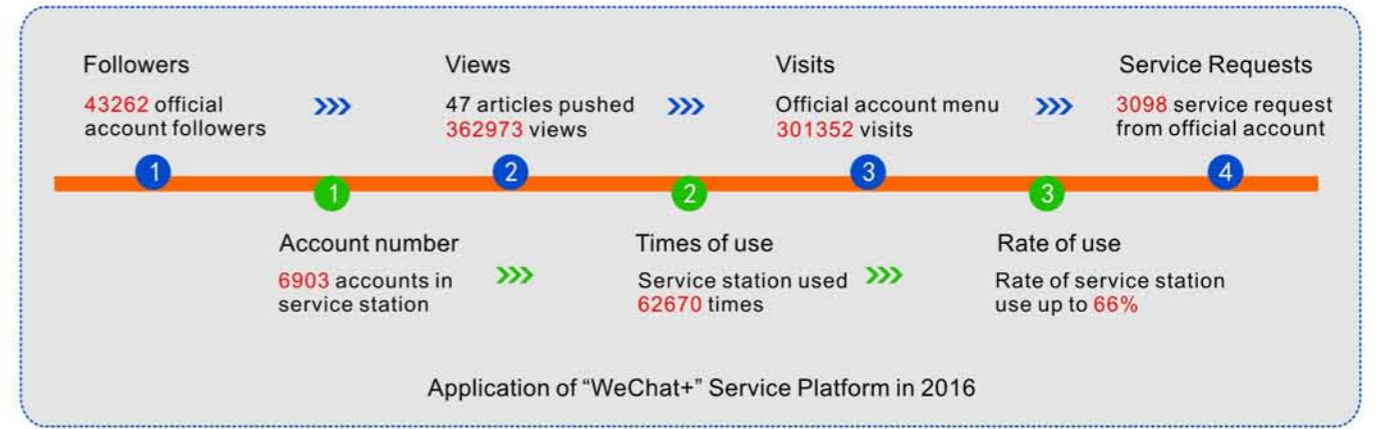 Followers
43262 official
account followers
Views
47 articles pushed
362973 views
Visits
Official account menu
301352 visits
Service Requests
3098 service request
from official account
1
2
3
4
1
2
3
Account number
6903 accounts in
service station
Times of use
Service station used
62670 times
Rate of use
Rate of service station
use up to 66%
Application of “WeChat+” Service Platform in 2016